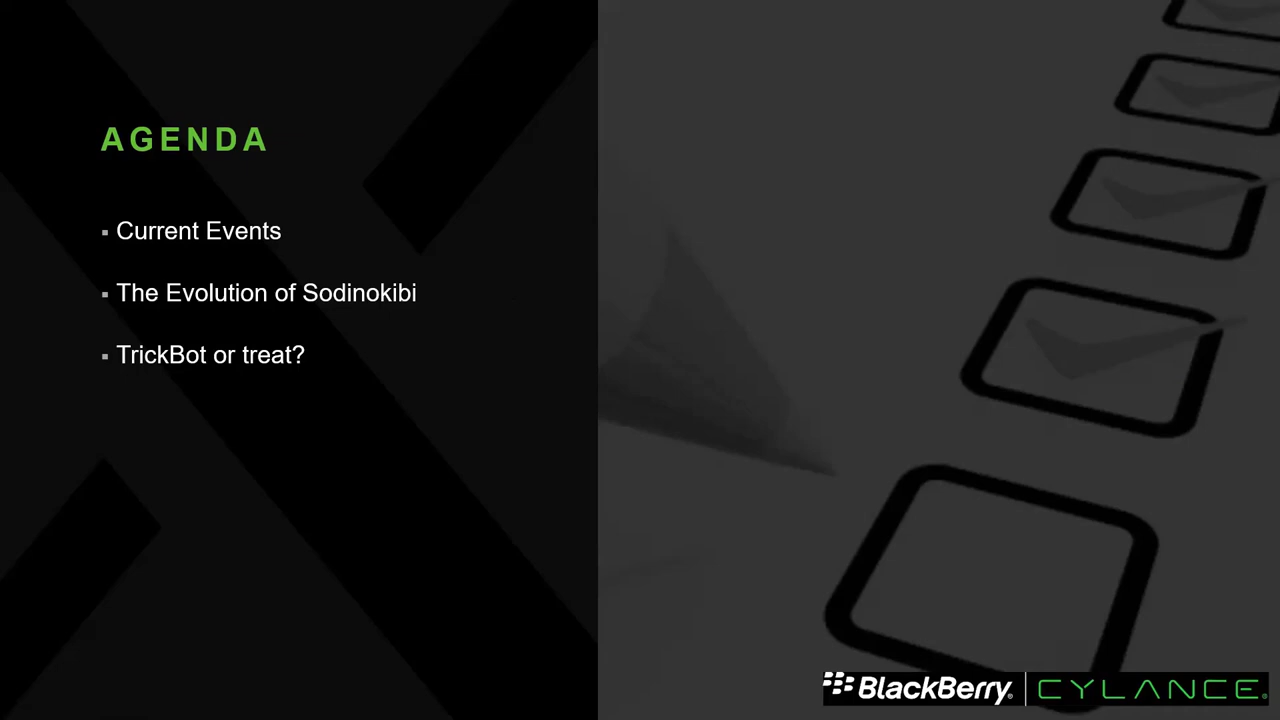 AGENDA
▪ Current Events
▪ The Evolution of Sodinokibi
▪ TrickBot or treat?
BlackBerry® | CYLANCE®